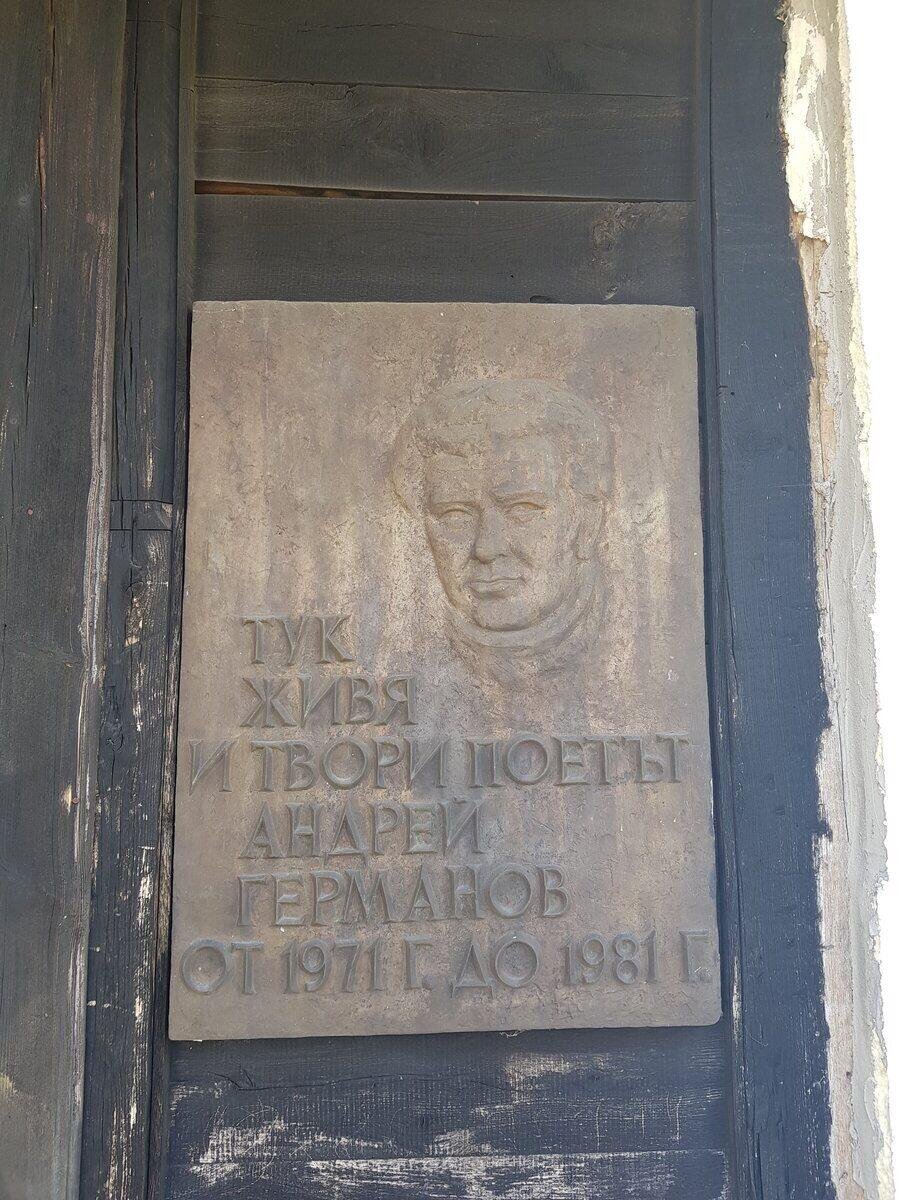 ТУК
ЖИВЯ
И ТВОРИ ПОЕТЪТ
АНДРЕЙ
ГЕРМАНОВ
ОТ 1971 Г. ДО 1981 Г.